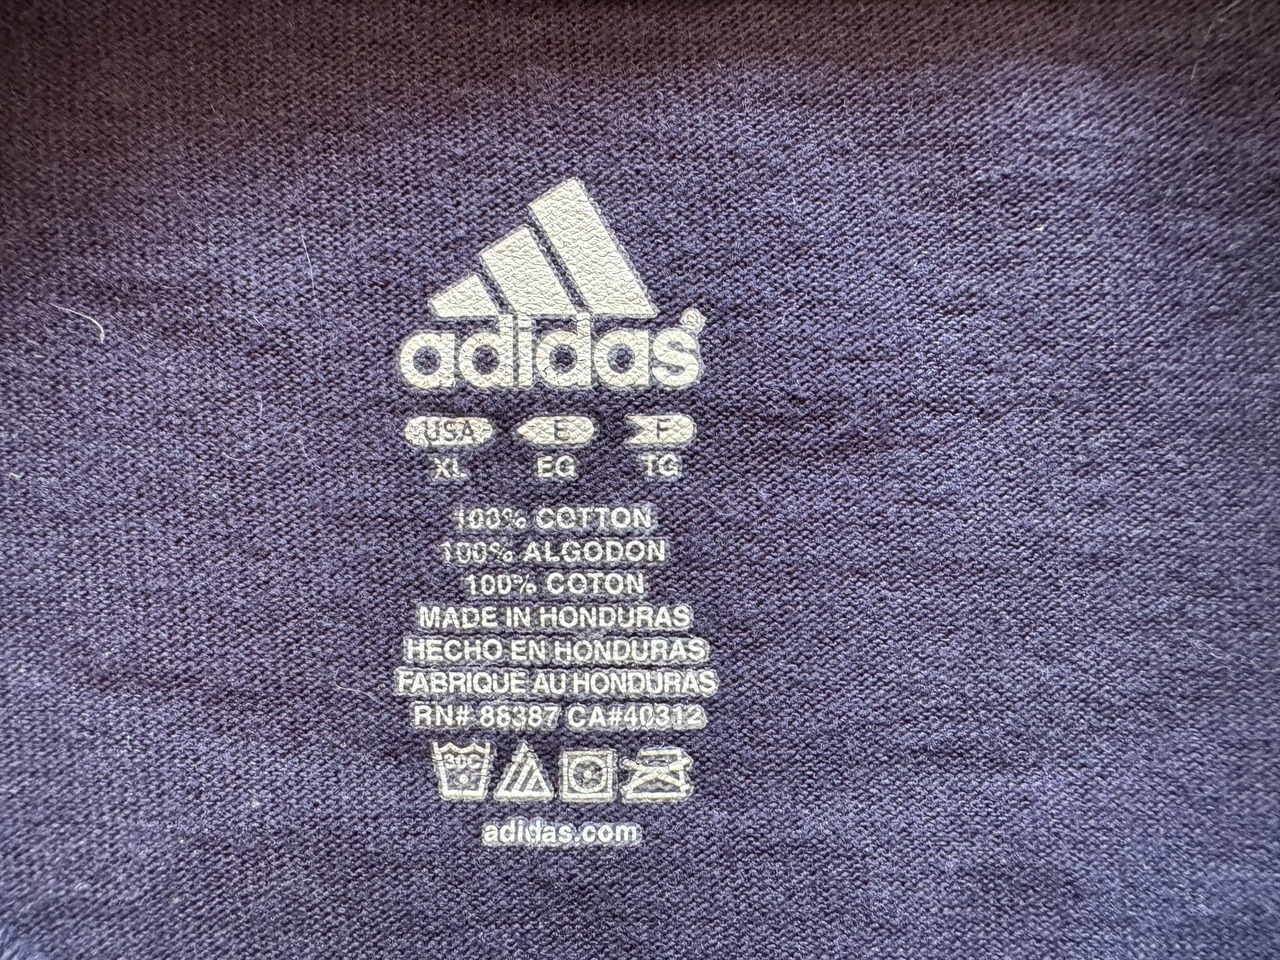 adidas®
USA E F
XL EG TG
100% COTTON
100% ALGODON
100% COTON
MADE IN HONDURAS
HECHO EN HONDURAS
FABRIQUE AU HONDURAS
RN# 88387 CA#40312
30C
adidas.com